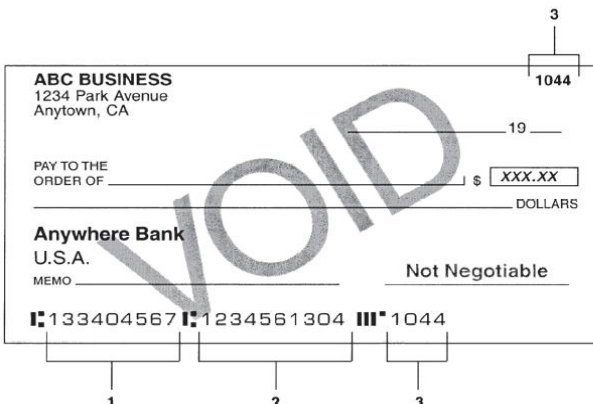 3
1044
ABC BUSINESS
1234 Park Avenue
Anytown, CA
19
PAY TO THE
ORDER OF $ XXX.XX
DOLLARS
VOID
Anywhere Bank
U.S.A.
MEMO
Not Negotiable
⑆133404567⑆1234561304⑈1044
1 2 3